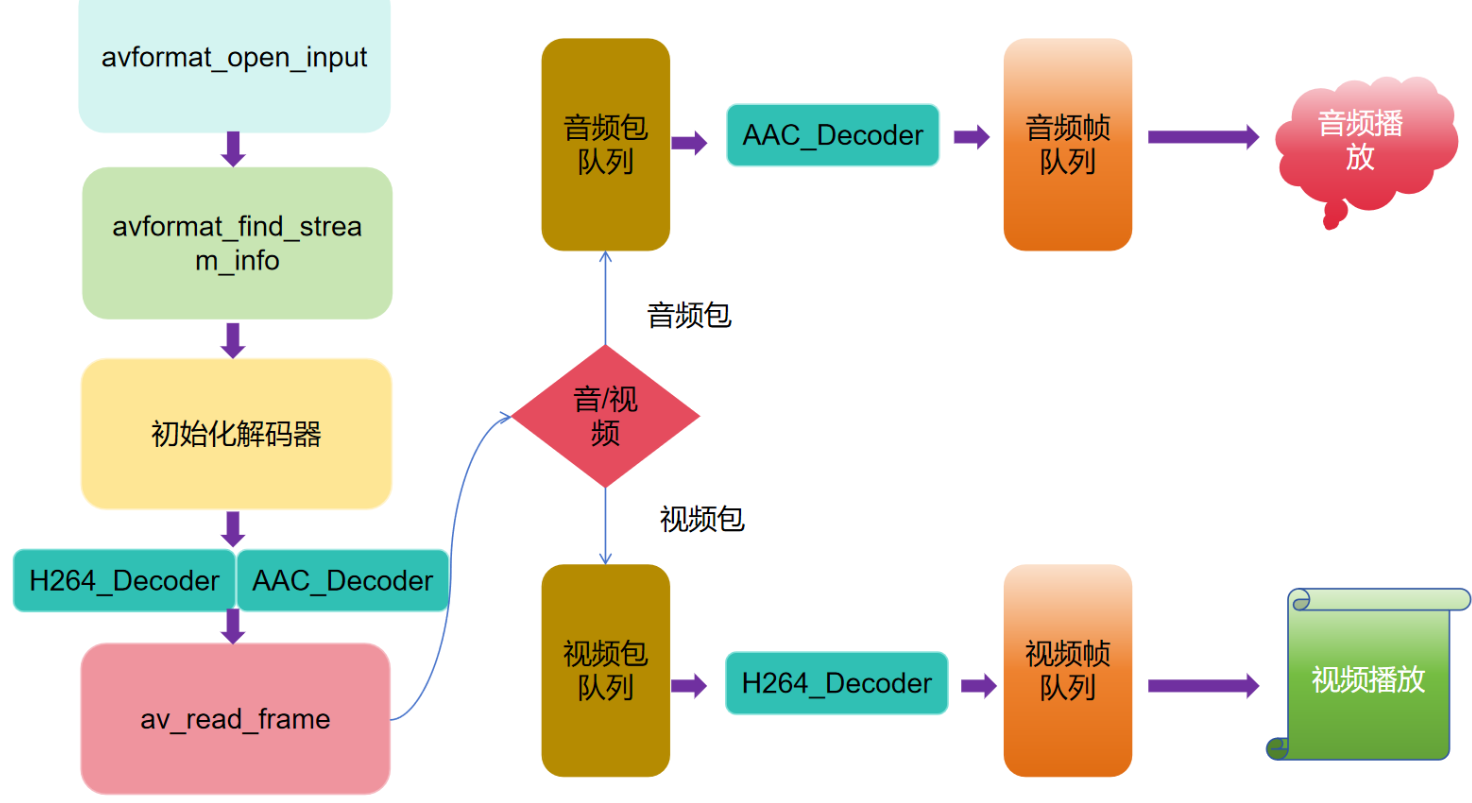 avformat_open_input
avformat_find_strea
m_info
初始化解码器
H264_Decoder
AAC_Decoder
av_read_frame
音/视
频
音频包
视频包
音频包
队列
AAC_Decoder
音频帧
队列
音频播
放
视频包
队列
H264_Decoder
视频帧
队列
视频播放